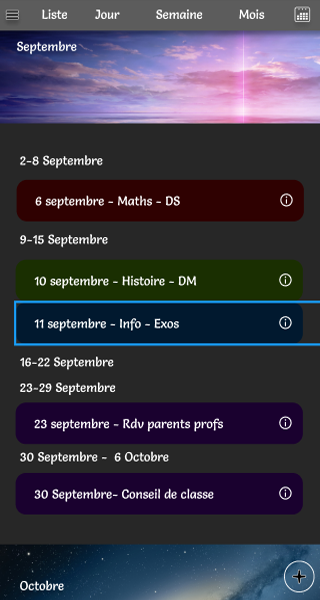 Liste Jour Semaine Mois
Septembre
2-8 Septembre
6 septembre - Maths - DS
9-15 Septembre
10 septembre - Histoire - DM
11 septembre - Info - Exos
16-22 Septembre
23-29 Septembre
23 septembre - Rdv parents profs
30 Septembre - 6 Octobre
30 Septembre- Conseil de classe
Octobre